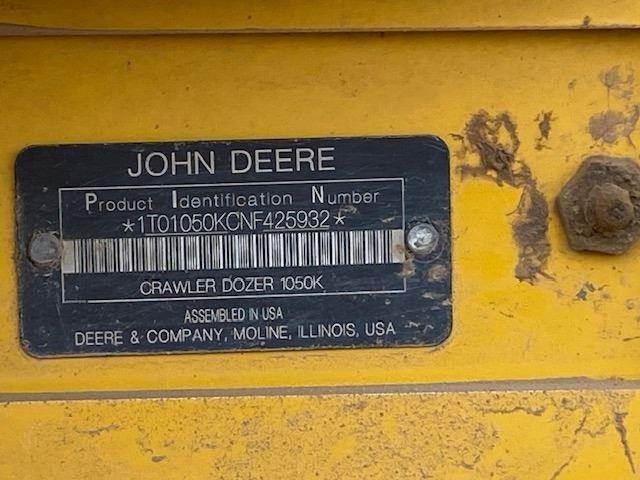 JOHN DEERE
Product Identification Number
*1T01050KCNF425932*
CRAWLER DOZER 1050K
ASSEMBLED IN USA
DEERE & COMPANY, MOLINE, ILLINOIS, USA